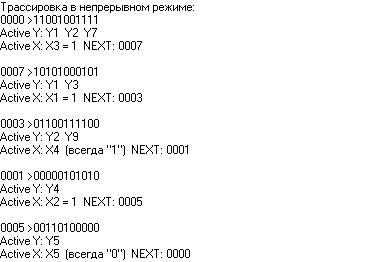 Трассировка в непрерывном режиме:
0000 >11001001111
Active Y: Y1 Y2 Y7
Active X: X3 = 1 NEXT: 0007
0007 >10101000101
Active Y: Y1 Y3
Active X: X1 = 1 NEXT: 0003
0003 >01100111100
Active Y: Y2 Y9
Active X: X4 (всегда "1") NEXT: 0001
0001 >00000101010
Active Y: Y4
Active X: X2 = 1 NEXT: 0005
0005 >00110100000
Active Y: Y5
Active X: X5 (всегда "0") NEXT: 0000